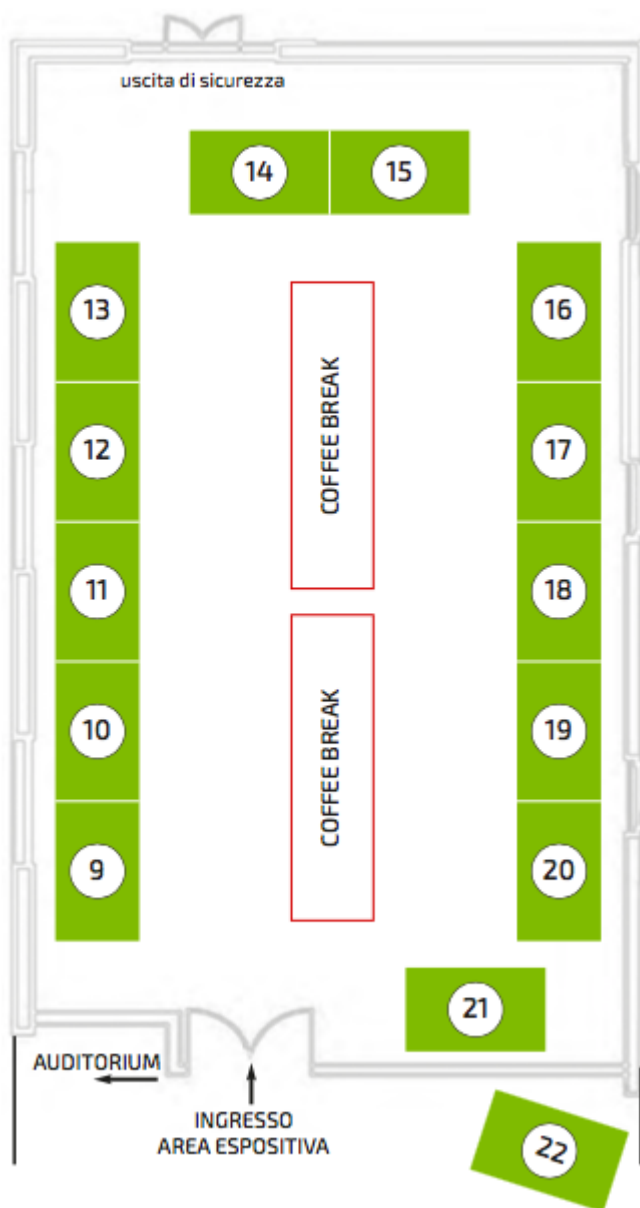 uscita di sicurezza
14
15
13
16
COFFEE BREAK
12
17
11
18
10
19
COFFEE BREAK
9
20
21
AUDITORIUM
INGRESSO
AREA ESPOSITIVA
22